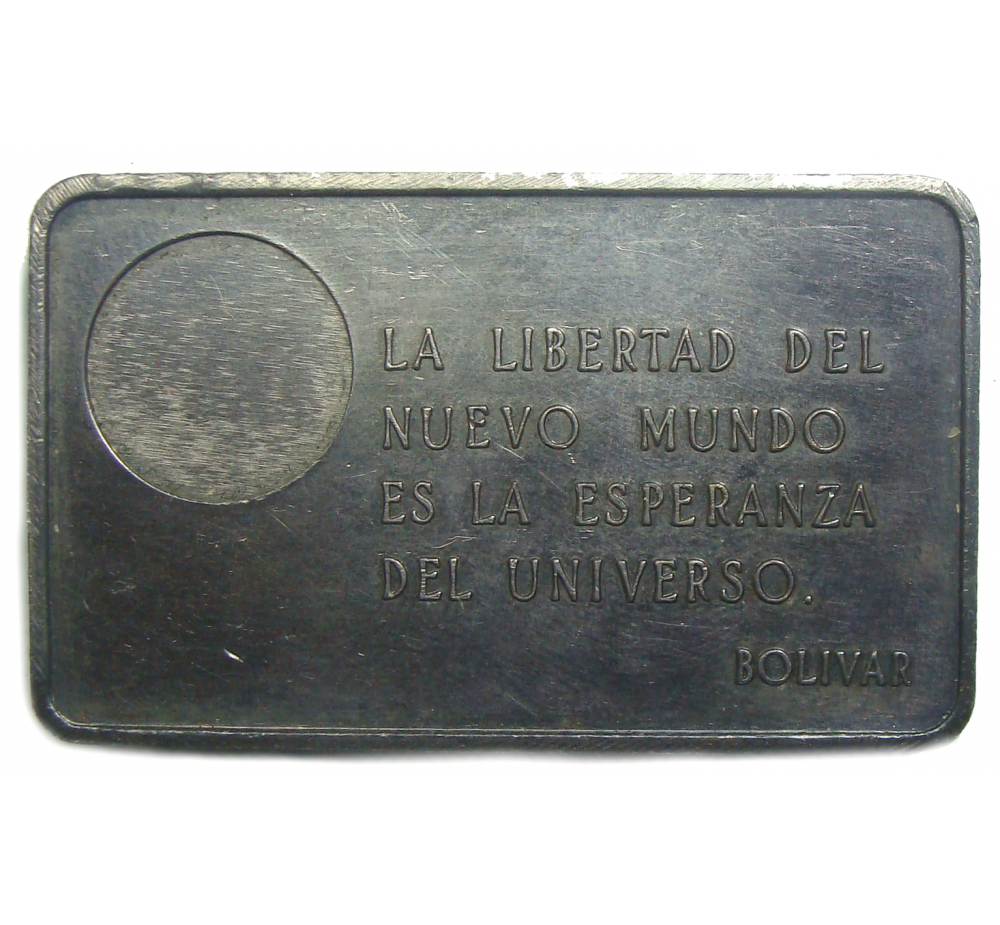 LA LIBERTAD DEL
NUEVO MUNDO
ES LA ESPERANZA
DEL UNIVERSO.
BOLIVAR